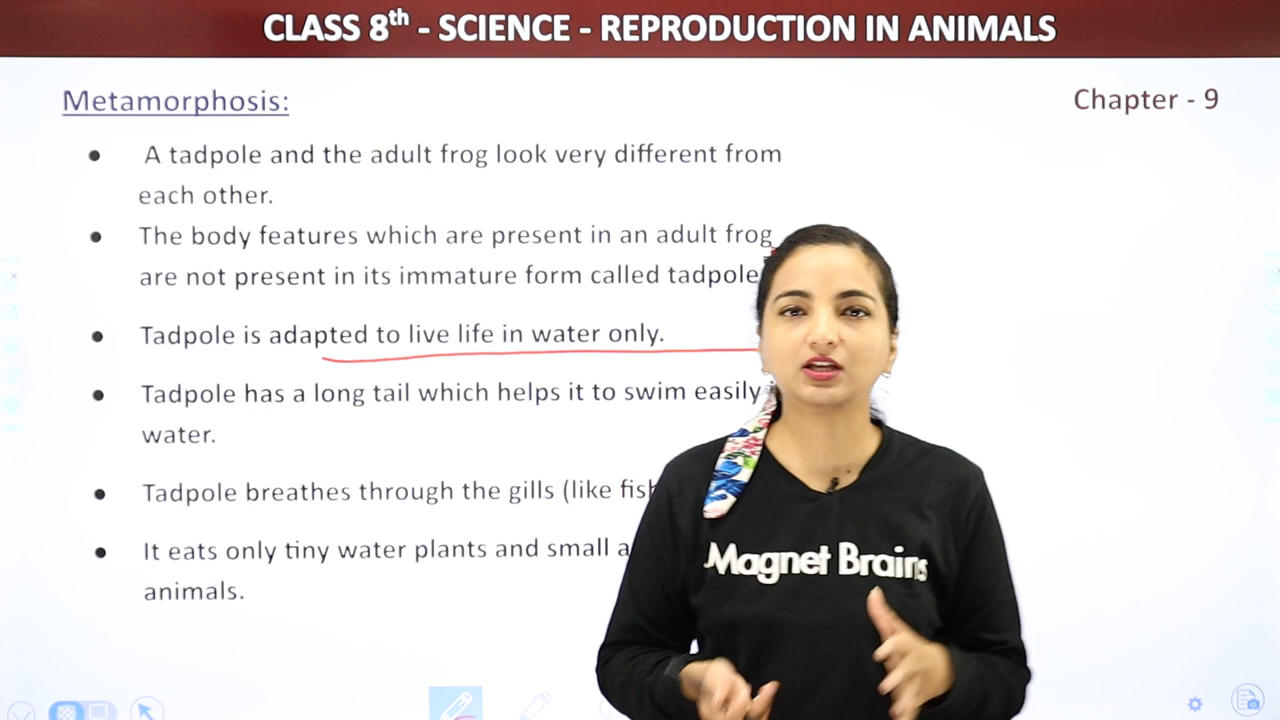 CLASS 8th - SCIENCE - REPRODUCTION IN ANIMALS
Metamorphosis:
Chapter - 9
A tadpole and the adult frog look very different from
each other.
The body features which are present in an adult frog
are not present in its immature form called tadpole
Tadpole is adapted to live life in water only.
Tadpole has a long tail which helps it to swim easily
water.
Tadpole breathes through the gills (like fish
It eats only tiny water plants and small
animals.
Magnet Brains